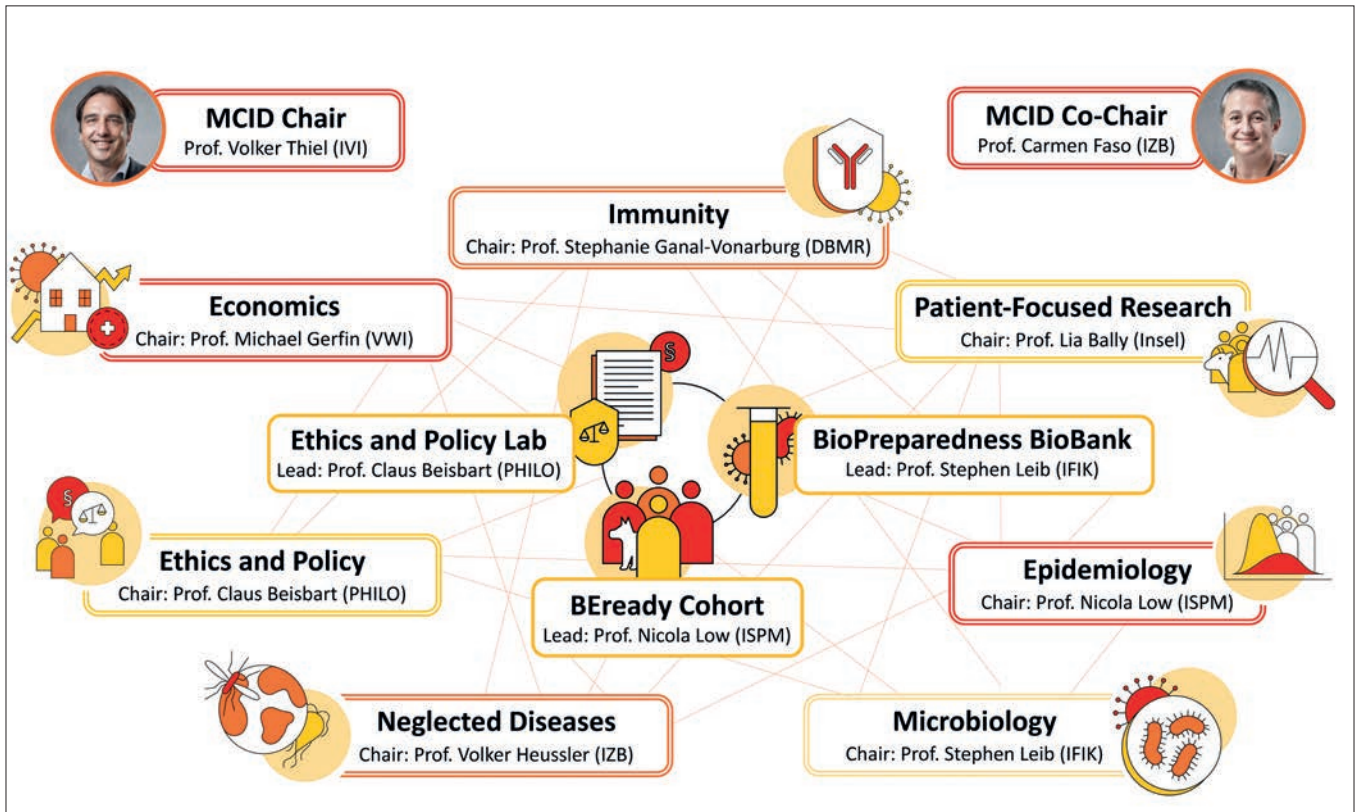 MCID Chair
Prof. Volker Thiel (IVI)
MCID Co-Chair
Prof. Carmen Faso (IZB)
Immunity
Chair: Prof. Stephanie Ganal-Vonarburg (DBMR)
Economics
Chair: Prof. Michael Gerfin (VWI)
Patient-Focused Research
Chair: Prof. Lia Bally (Insel)
§
Ethics and Policy Lab
Lead: Prof. Claus Beisbart (PHILO)
BioPreparedness BioBank
Lead: Prof. Stephen Leib (IFIK)
§
Ethics and Policy
Chair: Prof. Claus Beisbart (PHILO)
BEready Cohort
Lead: Prof. Nicola Low (ISPM)
Epidemiology
Chair: Prof. Nicola Low (ISPM)
Neglected Diseases
Chair: Prof. Volker Heussler (IZB)
Microbiology
Chair: Prof. Stephen Leib (IFIK)